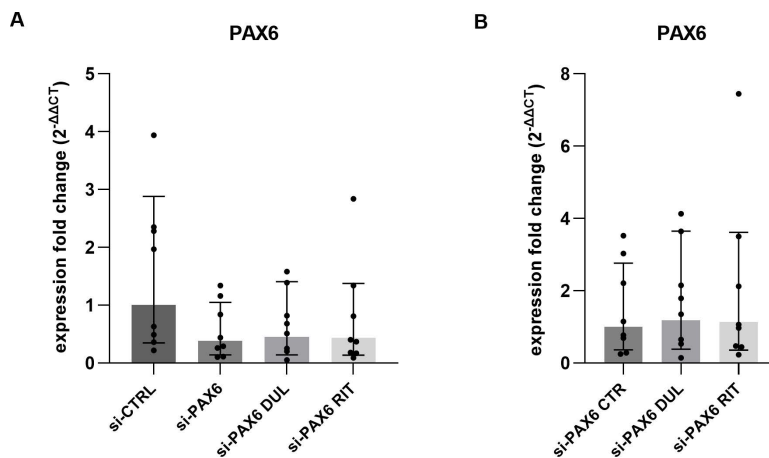 A
PAX6
expression fold change (2-ΔΔCT)
5
4
3
2
1
0
si-CTRL
si-PAX6
si-PAX6 DUL
si-PAX6 RIT
B
PAX6
expression fold change (2-ΔΔCT)
8
6
4
2
0
si-PAX6 CTR
si-PAX6 DUL
si-PAX6 RIT